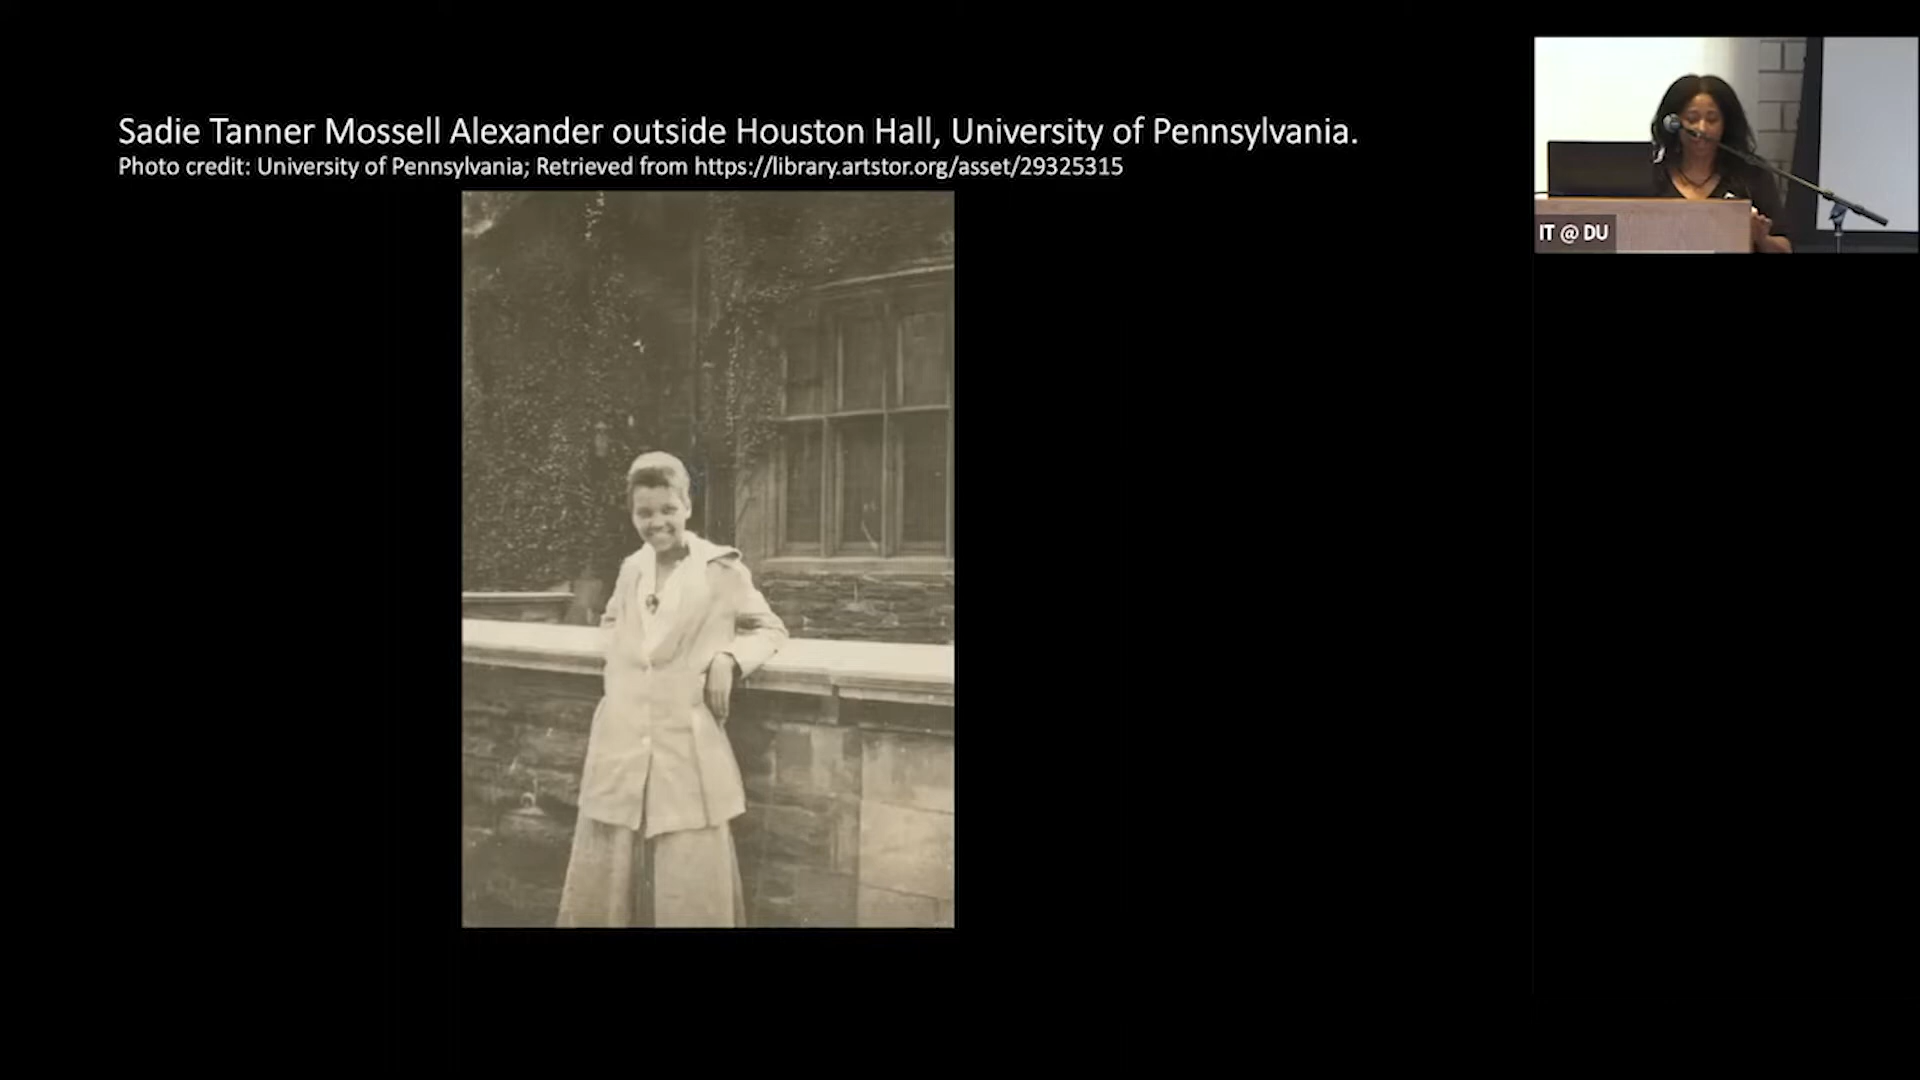 Sadie Tanner Mossell Alexander outside Houston Hall, University of Pennsylvania.
Photo credit: University of Pennsylvania; Retrieved from https://library.artstor.org/asset/29325315
IT @ DU